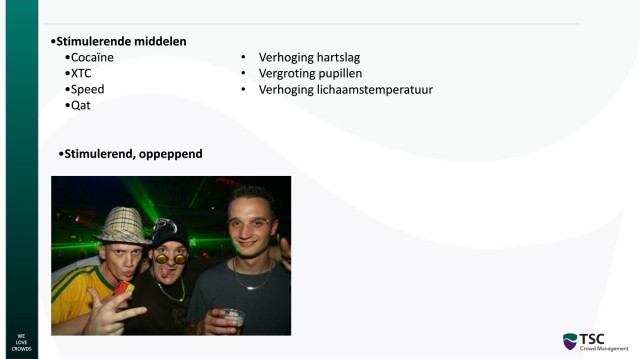 •Stimulerende middelen
•Cocaïne
•XTC
•Speed
•Qat
• Verhoging hartslag
• Vergroting pupillen
• Verhoging lichaamstemperatuur
•Stimulerend, oppeppend
WE
LOVE
CROWDS
TSC
Crowd Management